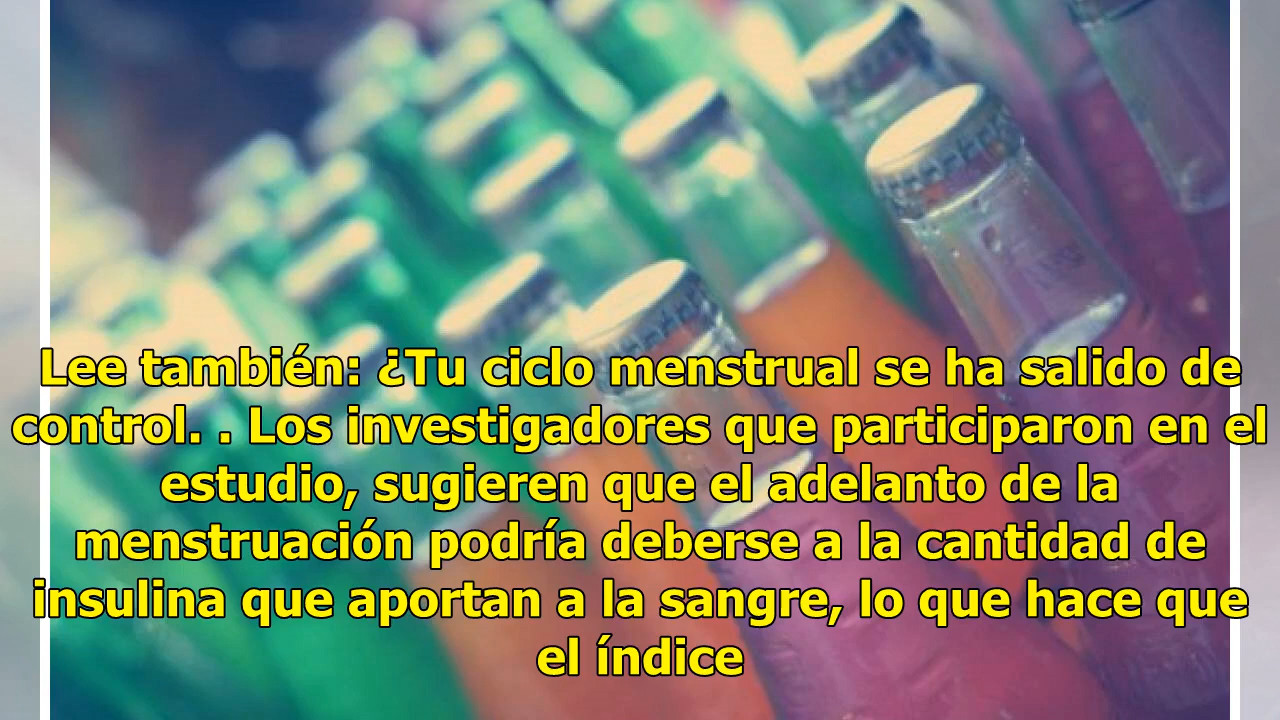 Lee también: ¿Tu ciclo menstrual se ha salido de
control. . Los investigadores que participaron en el
estudio, sugieren que el adelanto de la
menstruación podría deberse a la cantidad de
insulina que aportan a la sangre, lo que hace que
el índice